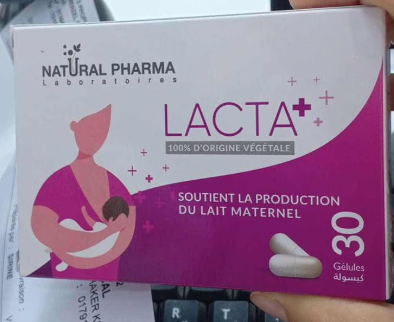 NATURAL PHARMA
Laboratoires
LACTA+
100% D'ORIGINE VÉGÉTALE
SOUTIENT LA PRODUCTION
DU LAIT MATERNEL
30
Gélules
كبسولة